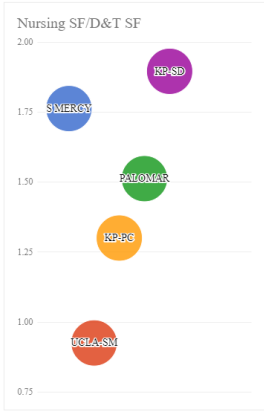 Nursing SF/D&T SF
2.00
KP-SD
1.75
S MERCY
1.50
PALOMAR
KP-PC
1.25
1.00
UCLA-SM
0.75